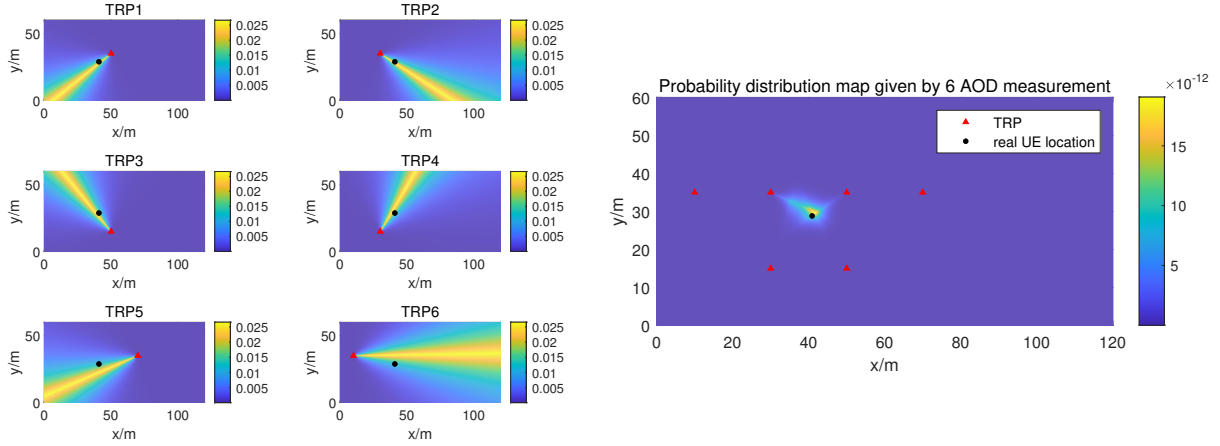 TRP1
y/m
50
0
0 50 100
x/m
0.025
0.02
0.015
0.01
0.005
TRP2
y/m
50
0
0 50 100
x/m
0.025
0.02
0.015
0.01
0.005
TRP3
y/m
50
0
0 50 100
x/m
0.025
0.02
0.015
0.01
0.005
TRP4
y/m
50
0
0 50 100
x/m
0.025
0.02
0.015
0.01
0.005
TRP5
y/m
50
0
0 50 100
x/m
0.025
0.02
0.015
0.01
0.005
TRP6
y/m
50
0
0 50 100
x/m
0.025
0.02
0.015
0.01
0.005
Probability distribution map given by 6 AOD measurement
TRP
real UE location
y/m
60
50
40
30
20
10
0
0 20 40 60 80 100 120
x/m
×10⁻¹²
15
10
5